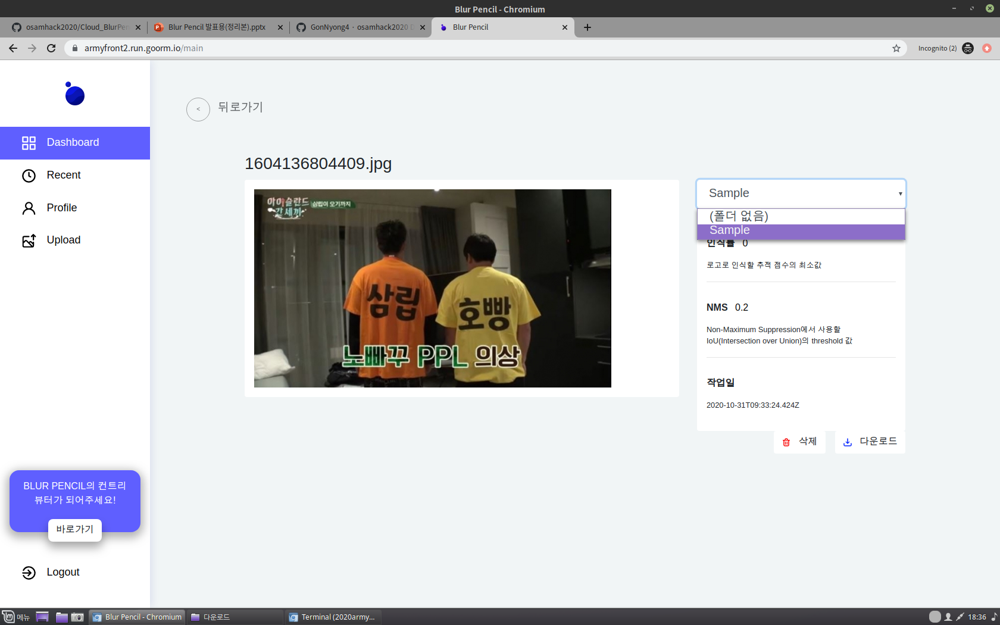 Blur Pencil - Chromium
osamhack2020/Cloud_BlurPen
Blur Pencil 발표용(정리본).pptx
GonNyong4 · osamhack2020 D
Blur Pencil
armyfront2.run.goorm.io/main
Incognito (2)
Dashboard
Recent
Profile
Upload
BLUR PENCIL의 컨트리
뷰터가 되어주세요!
바로가기
Logout
< 뒤로가기
1604136804409.jpg
아이슬란드
간 세끼
삼립이 오기까지
삼립
호빵
노빠꾸 PPL 의상
Sample
(폴더 없음)
Sample
인식률 0
로고로 인식할 추적 점수의 최소값
NMS 0.2
Non-Maximum Suppression에서 사용할
IoU(Intersection over Union)의 threshold 값
작업일
2020-10-31T09:33:24.424Z
삭제
다운로드
메뉴
Blur Pencil - Chromium
다운로드
Terminal (2020army...
18:36